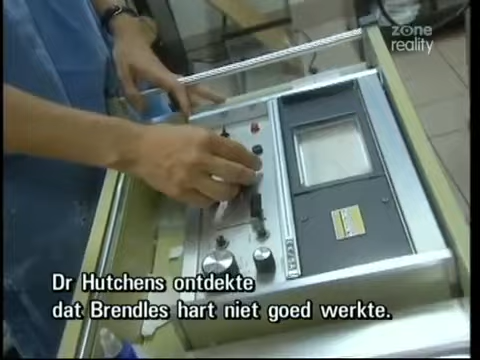 zone
reality
Dr Hutchens ontdekte
dat Brendles hart niet goed werkte.